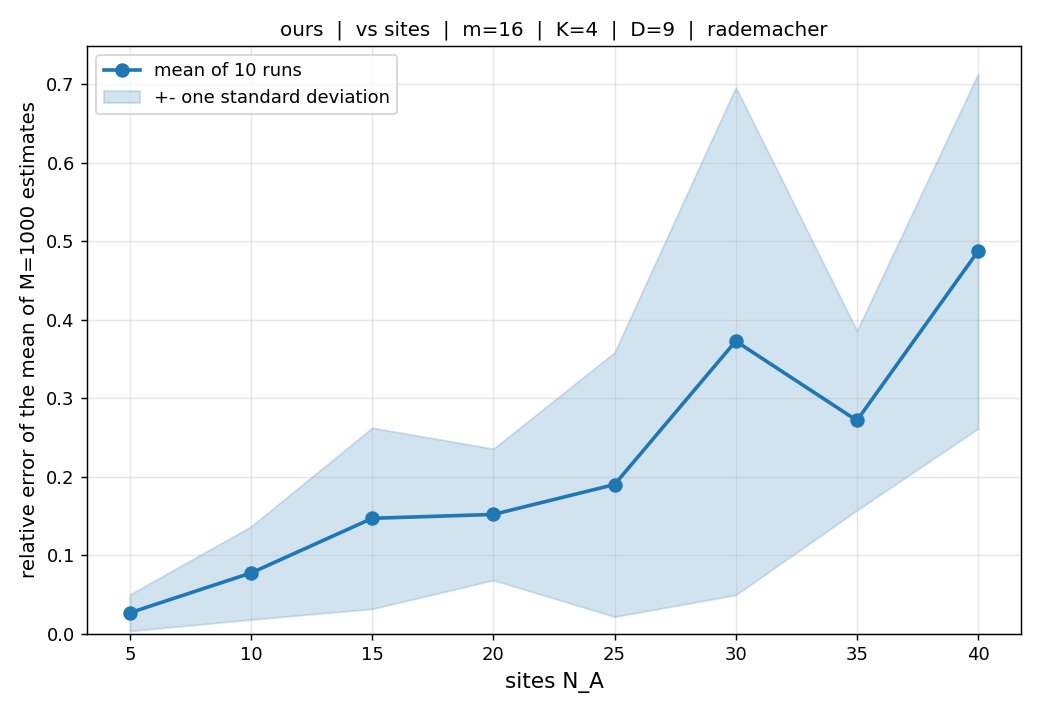 ours | vs sites | m=16 | K=4 | D=9 | rademacher
mean of 10 runs
+- one standard deviation
relative error of the mean of M=1000 estimates
0.7
0.6
0.5
0.4
0.3
0.2
0.1
0.0
5 10 15 20 25 30 35 40
sites N_A